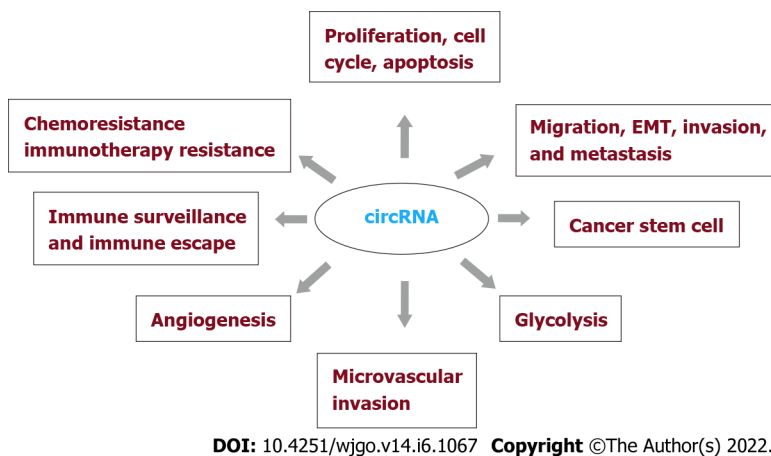 Proliferation, cell
cycle, apoptosis
Chemoresistance
immunotherapy resistance
Migration, EMT, invasion,
and metastasis
Immune surveillance
and immune escape
circRNA
Cancer stem cell
Angiogenesis
Glycolysis
Microvascular
invasion
DOI: 10.4251/wjgo.v14.i6.1067 Copyright ©The Author(s) 2022.